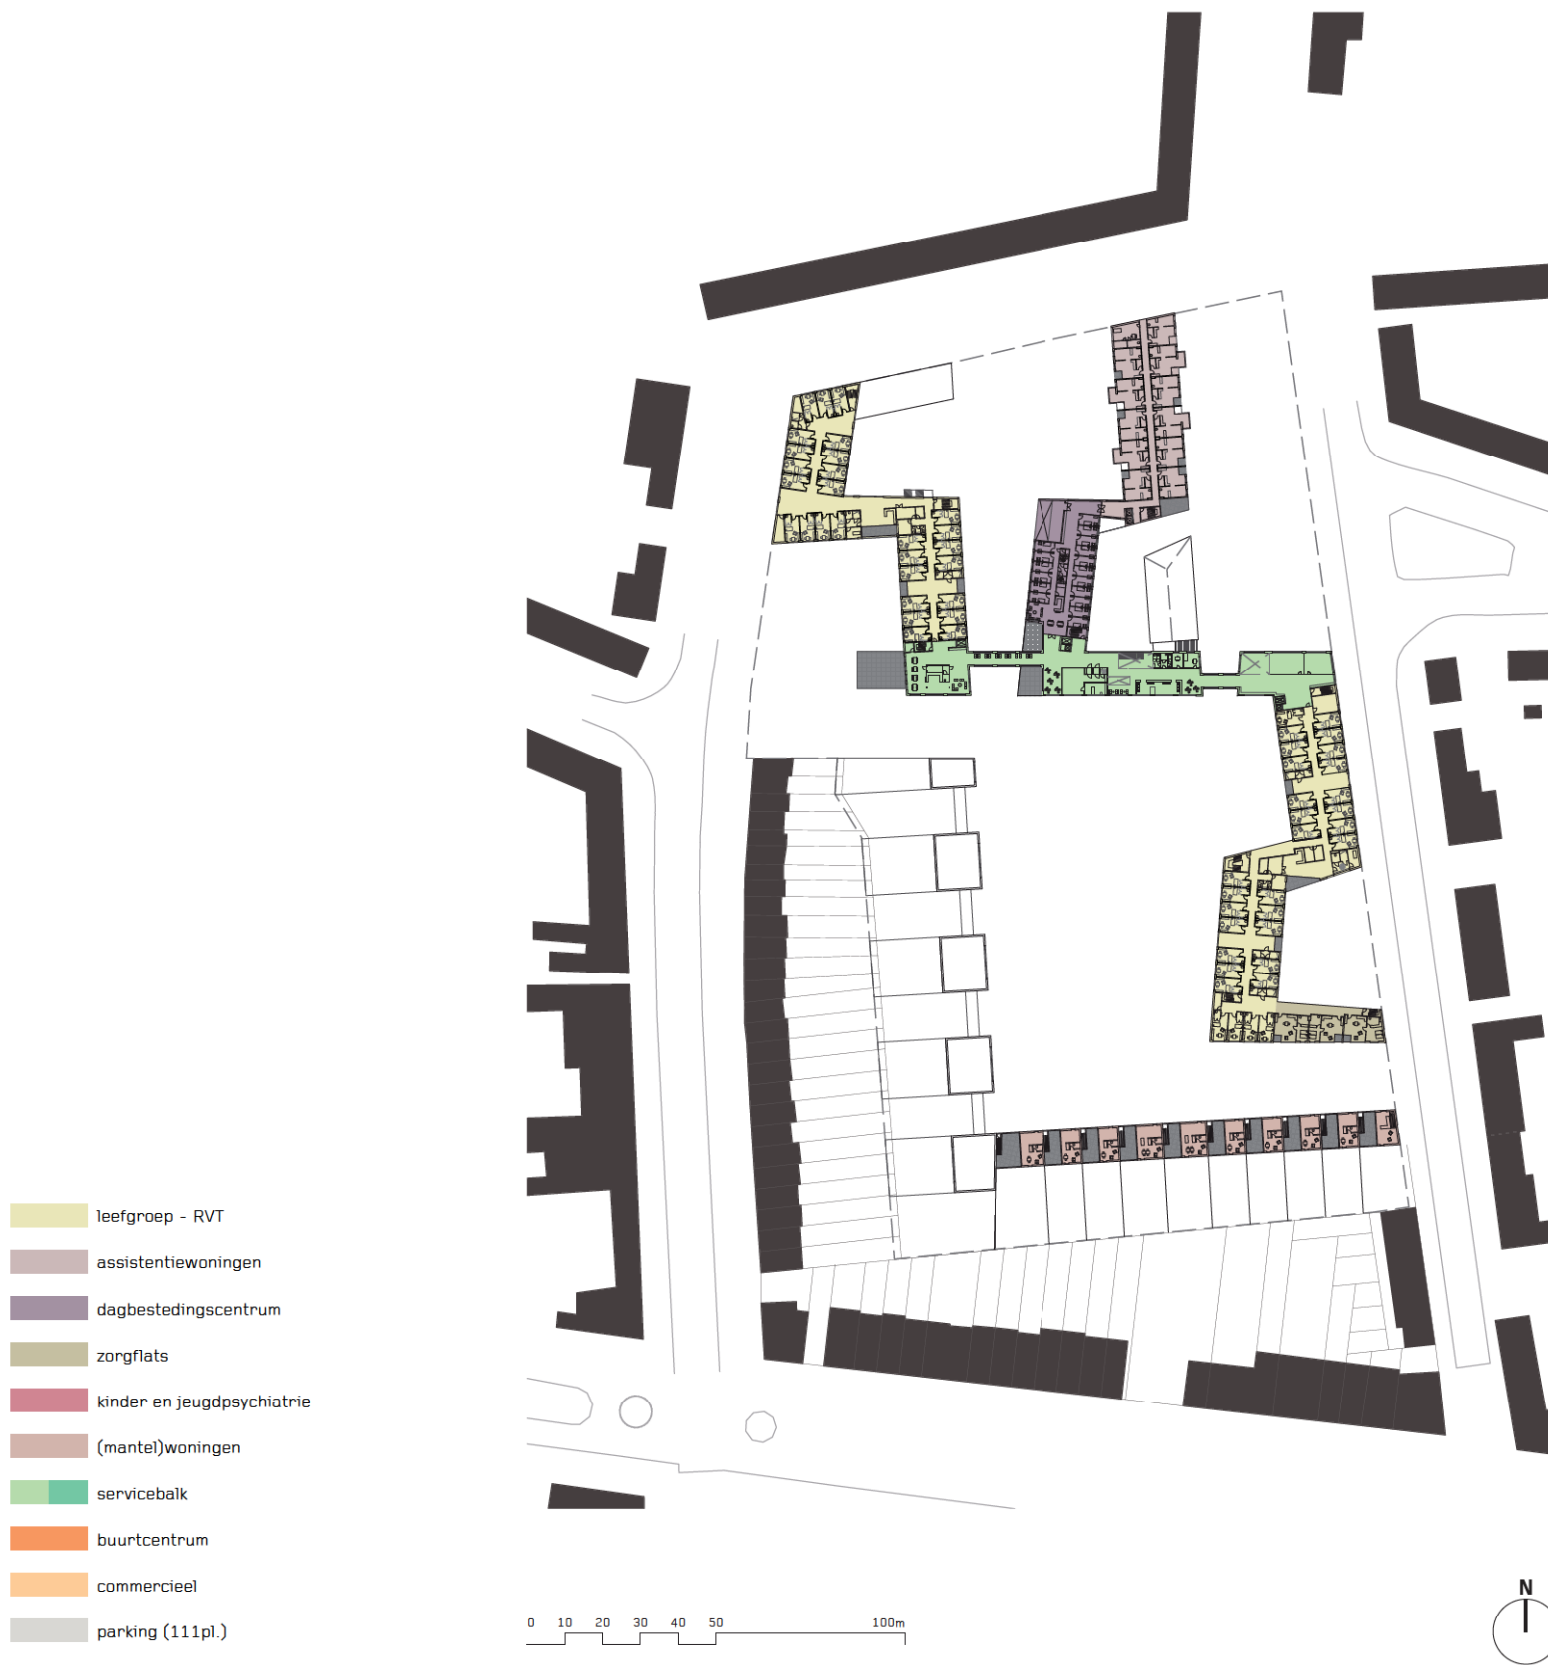 leefgroep - RVT
assistentiewoningen
dagbestedingscentrum
zorgflats
kinder en jeugdpsychiatrie
(mantel)woningen
servicebalk
buurtcentrum
commercieel
parking (111pl.)
0 10 20 30 40 50 100m
N